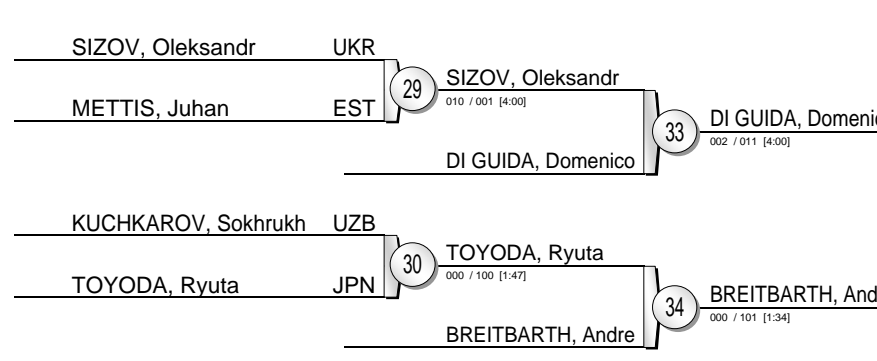 SIZOV, Oleksandr UKR
METTIS, Juhan EST
29
SIZOV, Oleksandr
010 / 001 [4:00]
DI GUIDA, Domenico
33
DI GUIDA, Domenic
002 / 011 [4:00]
KUCHKAROV, Sokhrukh UZB
TOYODA, Ryuta JPN
30
TOYODA, Ryuta
000 / 100 [1:47]
BREITBARTH, Andre
34
BREITBARTH, And
000 / 101 [1:34]